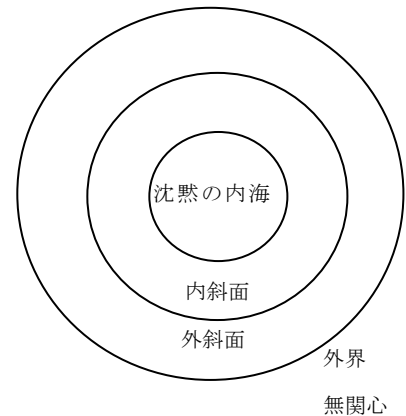 沈黙の内海
内斜面
外斜面
外界
無関心